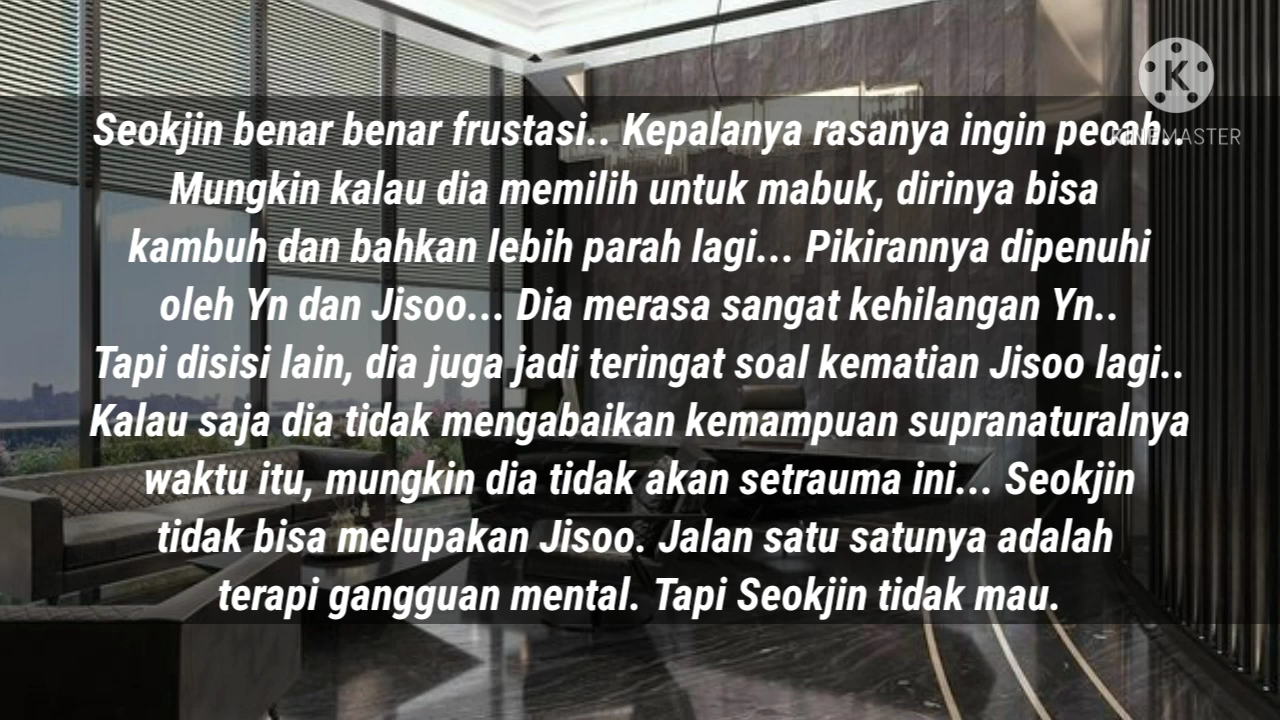 Seokjin benar benar frustasi.. Kepalanya rasanya ingin pecah..
Mungkin kalau dia memilih untuk mabuk, dirinya bisa
kambuh dan bahkan lebih parah lagi... Pikirannya dipenuhi
oleh Yn dan Jisoo... Dia merasa sangat kehilangan Yn..
Tapi disisi lain, dia juga jadi teringat soal kematian Jisoo lagi..
Kalau saja dia tidak mengabaikan kemampuan supranaturalnya
waktu itu, mungkin dia tidak akan setrauma ini... Seokjin
tidak bisa melupakan Jisoo. Jalan satu satunya adalah
terapi gangguan mental. Tapi Seokjin tidak mau.
K
KINEMASTER